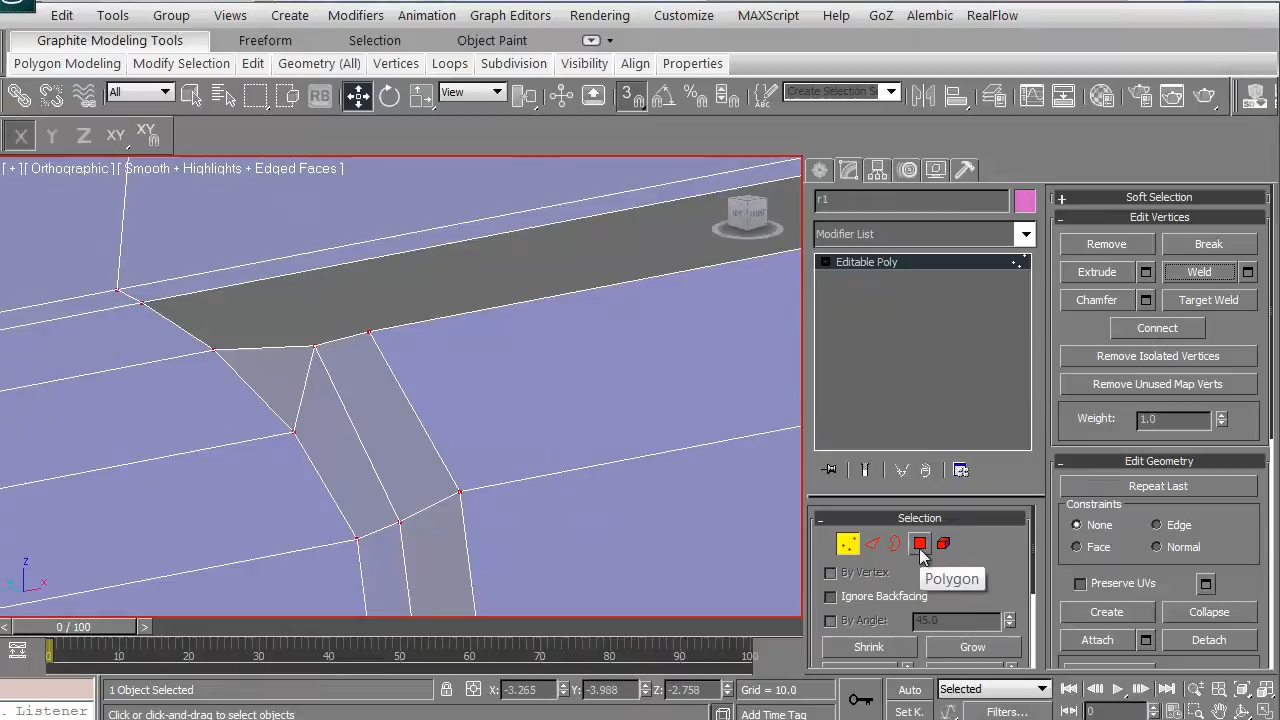 Edit Tools Group Views Create Modifiers Animation Graph Editors Rendering Customize MAXScript Help GoZ Alembic RealFlow
Graphite Modeling Tools Freeform Selection Object Paint
Polygon Modeling Modify Selection Edit Geometry (All) Vertices Loops Subdivision Visibility Align Properties
All RB View 3 % Create Selection S
X Y Z XY XY
[ + ][ Orthographic ][ Smooth + Highlights + Edged Faces ]
LEFT FRONT
z
x
r1
Modifier List
Editable Poly
Selection
Polygon
By Vertex
Ignore Backfacing
By Angle: 45.0
Shrink Grow
+ Soft Selection
- Edit Vertices
Remove Break
Extrude Weld
Chamfer Target Weld
Connect
Remove Isolated Vertices
Remove Unused Map Verts
Weight: 1.0
- Edit Geometry
Repeat Last
Constraints
None Edge
Face Normal
Preserve UVs
Create Collapse
Attach Detach
< 0 / 100 >
0 10 20 30 40 50 60 70 80 90 100
1 Object Selected X: -3.265 Y: -3.988 Z: -2.758 Grid = 10.0 Auto Selected
Listener Click or click-and-drag to select objects Add Time Tag Set K. Filters... 0